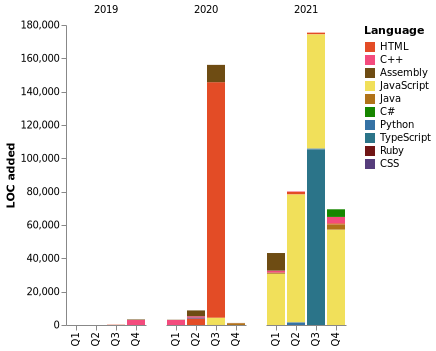 2019 2020 2021
180,000
160,000
140,000
120,000
100,000
80,000
60,000
40,000
20,000
0
LOC added
Q1 Q2 Q3 Q4 Q1 Q2 Q3 Q4 Q1 Q2 Q3 Q4
Language
HTML
C++
Assembly
JavaScript
Java
C#
Python
TypeScript
Ruby
CSS